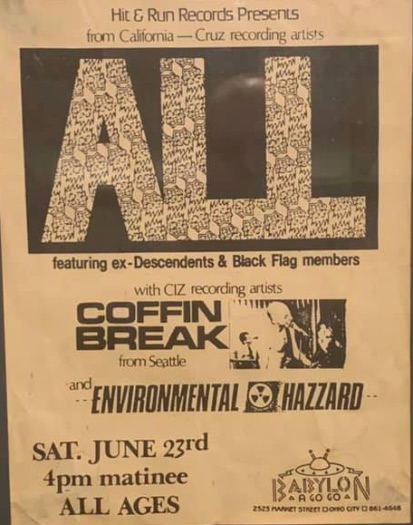 Hit & Run Records Presents
from California — Cruz recording artists
ALL
featuring ex-Descendents & Black Flag members
with CIZ recording artists
COFFIN
BREAK
from Seattle
and
-- ENVIRONMENTAL HAZZARD --
SAT. JUNE 23rd
4pm matinee
ALL AGES
BABYLON
A GO GO
2523 MARKET STREET OHIO CITY 861-4648